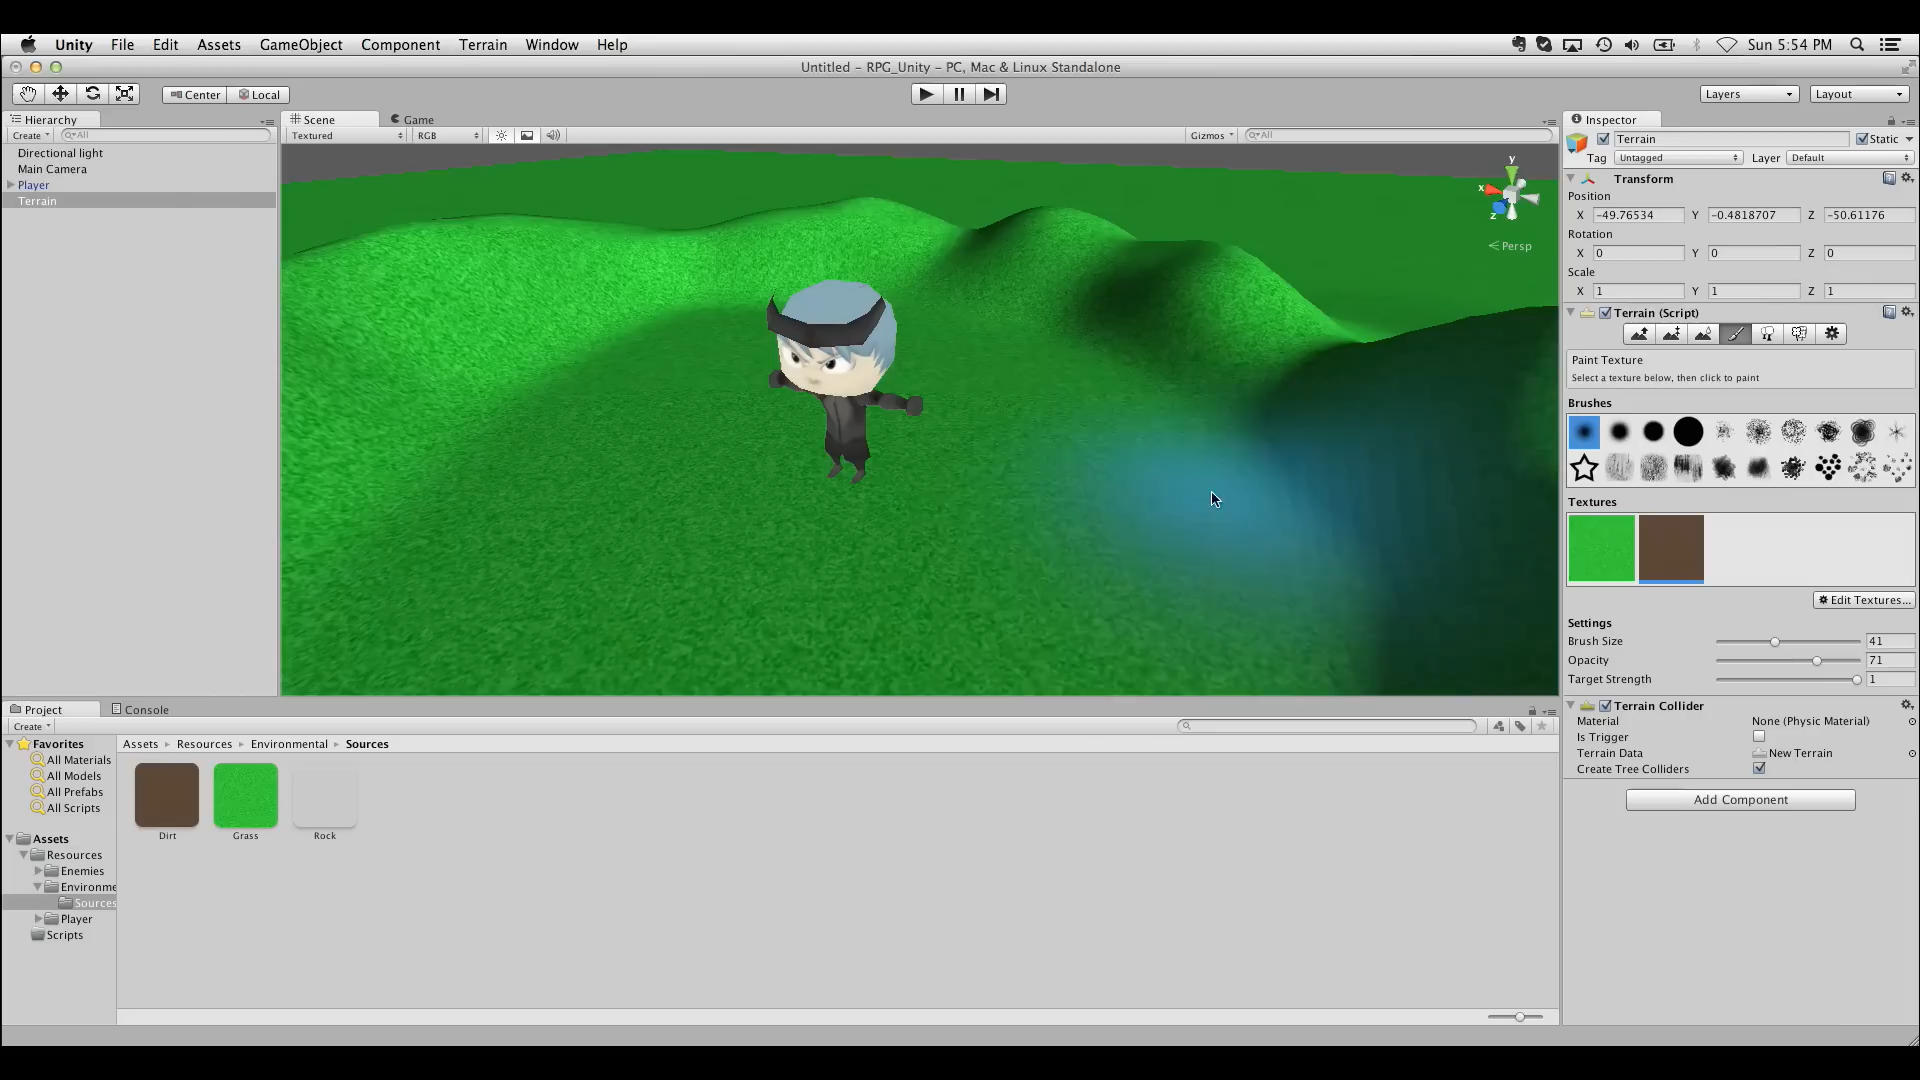 Unity File Edit Assets GameObject Component Terrain Window Help Sun 5:54 PM
Untitled - RPG_Unity - PC, Mac & Linux Standalone
Center Local Layers Layout
Hierarchy
Create All
Directional light
Main Camera
Player
Terrain
Scene Game
Textured RGB Gizmos All
y
x
z
Persp
Inspector
Terrain Static
Tag Untagged Layer Default
Transform
Position
X -49.76534 Y -0.4818707 Z -50.61176
Rotation
X 0 Y 0 Z 0
Scale
X 1 Y 1 Z 1
Terrain (Script)
Paint Texture
Select a texture below, then click to paint
Brushes
Textures
Edit Textures...
Settings
Brush Size 41
Opacity 71
Target Strength 1
Terrain Collider
Material None (Physic Material)
Is Trigger
Terrain Data New Terrain
Create Tree Colliders
Add Component
Project Console
Create
Favorites
All Materials
All Models
All Prefabs
All Scripts
Assets
Resources
Enemies
Environme
Sources
Player
Scripts
Assets Resources Environmental Sources
Dirt Grass Rock